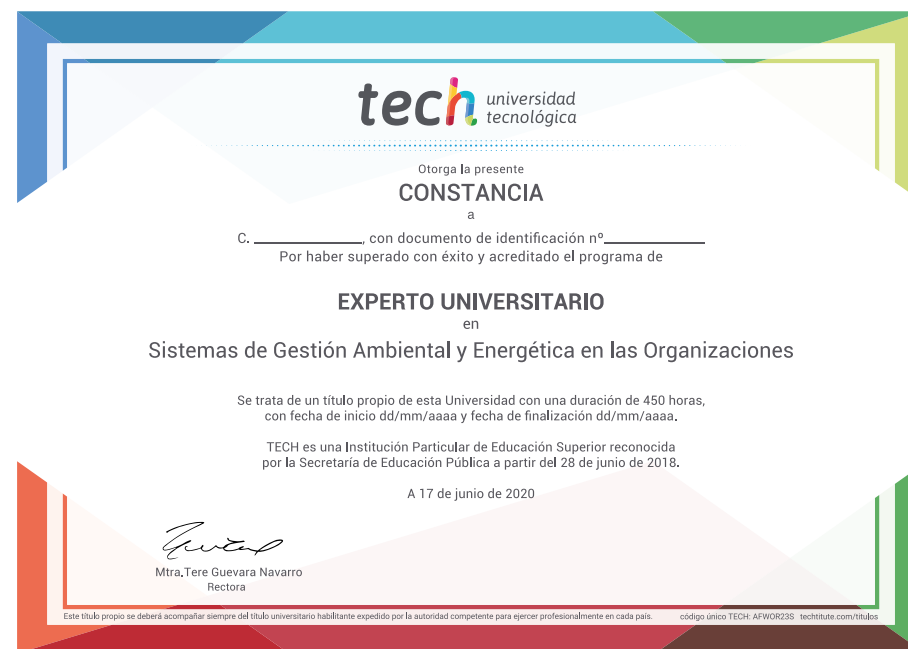 tech universidad
tecnológica
Otorga la presente
CONSTANCIA
a
C. ____________, con documento de identificación nº____________
Por haber superado con éxito y acreditado el programa de
EXPERTO UNIVERSITARIO
en
Sistemas de Gestión Ambiental y Energética en las Organizaciones
Se trata de un título propio de esta Universidad con una duración de 450 horas,
con fecha de inicio dd/mm/aaaa y fecha de finalización dd/mm/aaaa.
TECH es una Institución Particular de Educación Superior reconocida
por la Secretaría de Educación Pública a partir del 28 de junio de 2018.
A 17 de junio de 2020
Mtra.Tere Guevara Navarro
Rectora
Este título propio se deberá acompañar siempre del título universitario habilitante expedido por la autoridad competente para ejercer profesionalmente en cada país. código único TECH: AFWOR23S techtitute.com/titulos